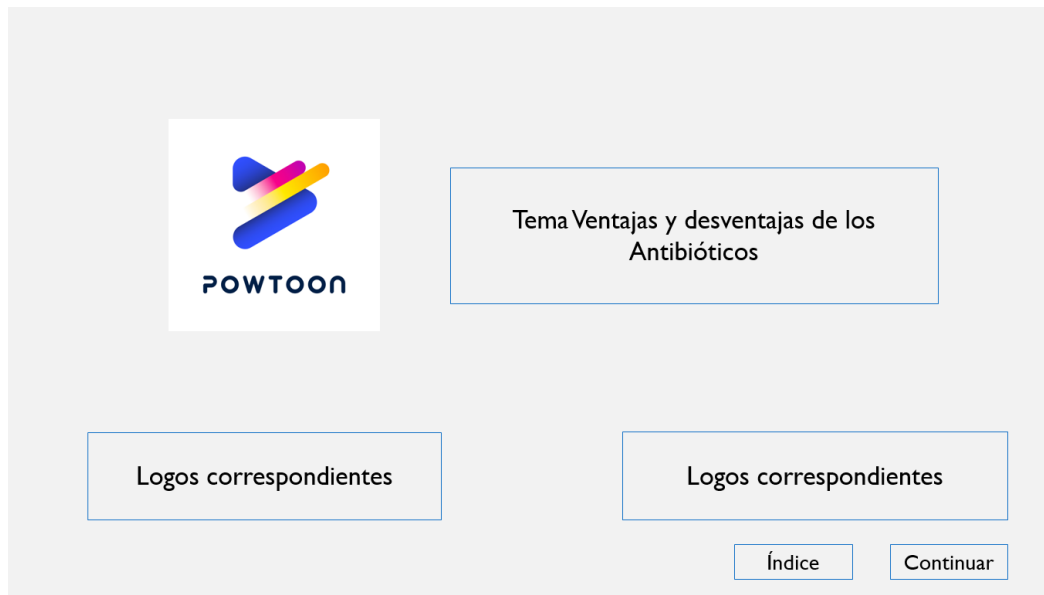 POWTOON
Tema Ventajas y desventajas de los
Antibióticos
Logos correspondientes
Logos correspondientes
Índice
Continuar